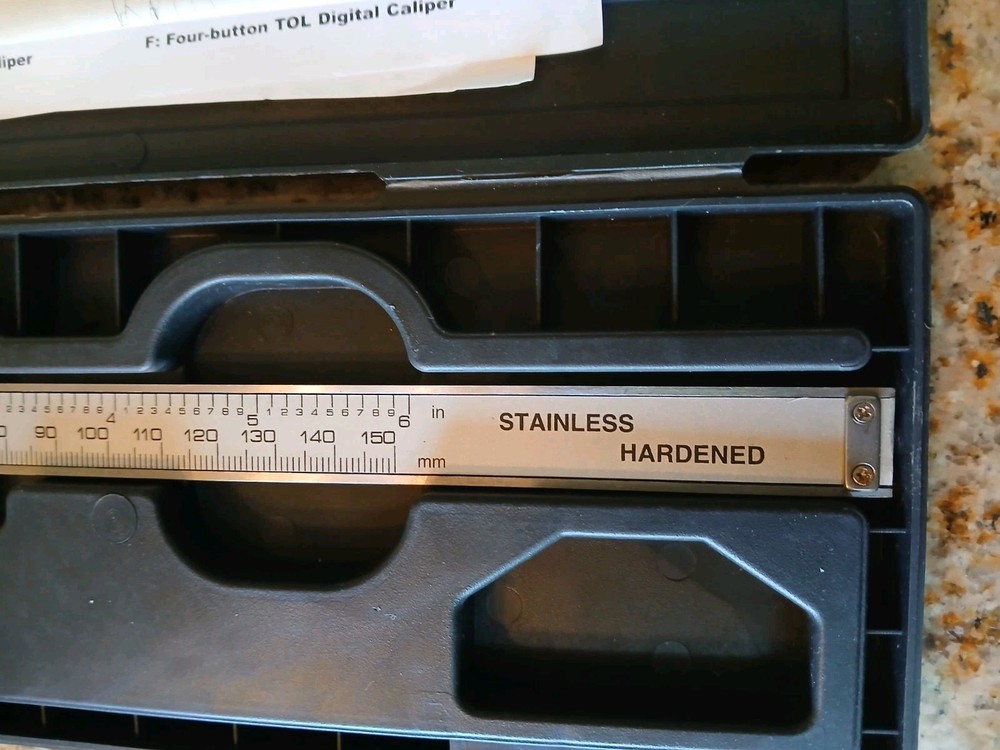 F: Four-button TOL Digital Caliper
liper
2 3 4 5 6 7 8 9 4 1 2 3 4 5 6 7 8 9 5 1 2 3 4 5 6 7 8 9 6 in
0 90 100 110 120 130 140 150 mm
STAINLESS
HARDENED